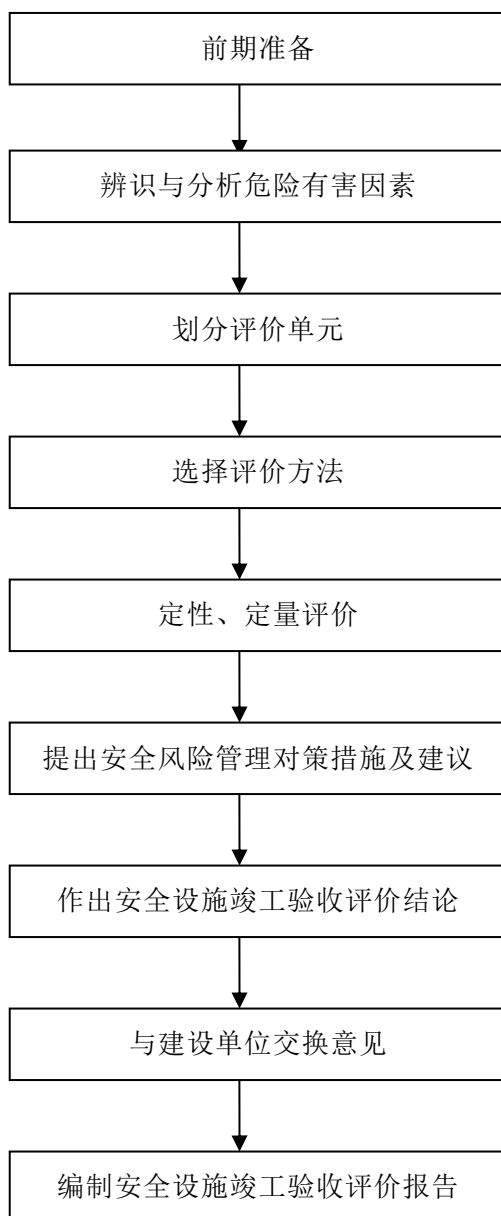 前期准备
辨识与分析危险有害因素
划分评价单元
选择评价方法
定性、定量评价
提出安全风险管理对策措施及建议
作出安全设施竣工验收评价结论
与建设单位交换意见
编制安全设施竣工验收评价报告